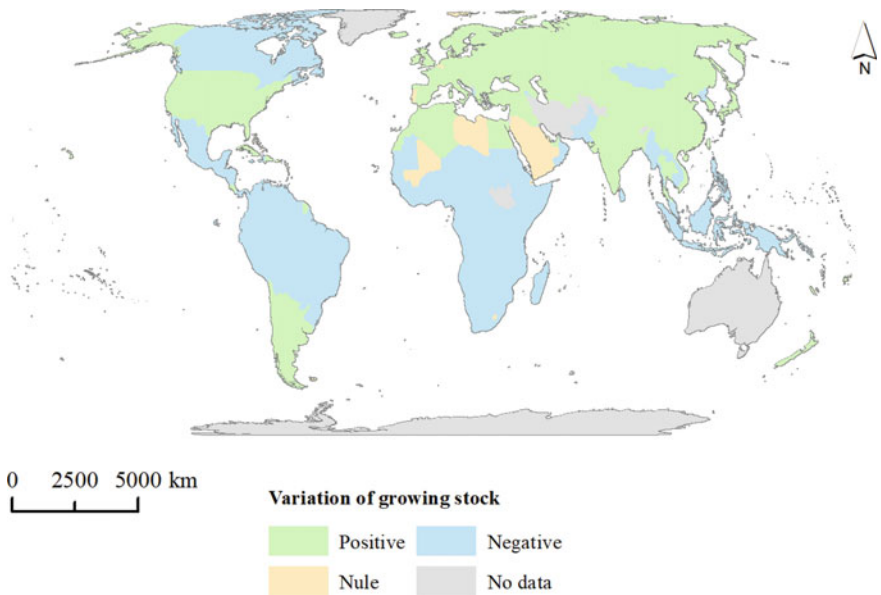 N
0 2500 5000 km
Variation of growing stock
Positive Negative
Nule No data